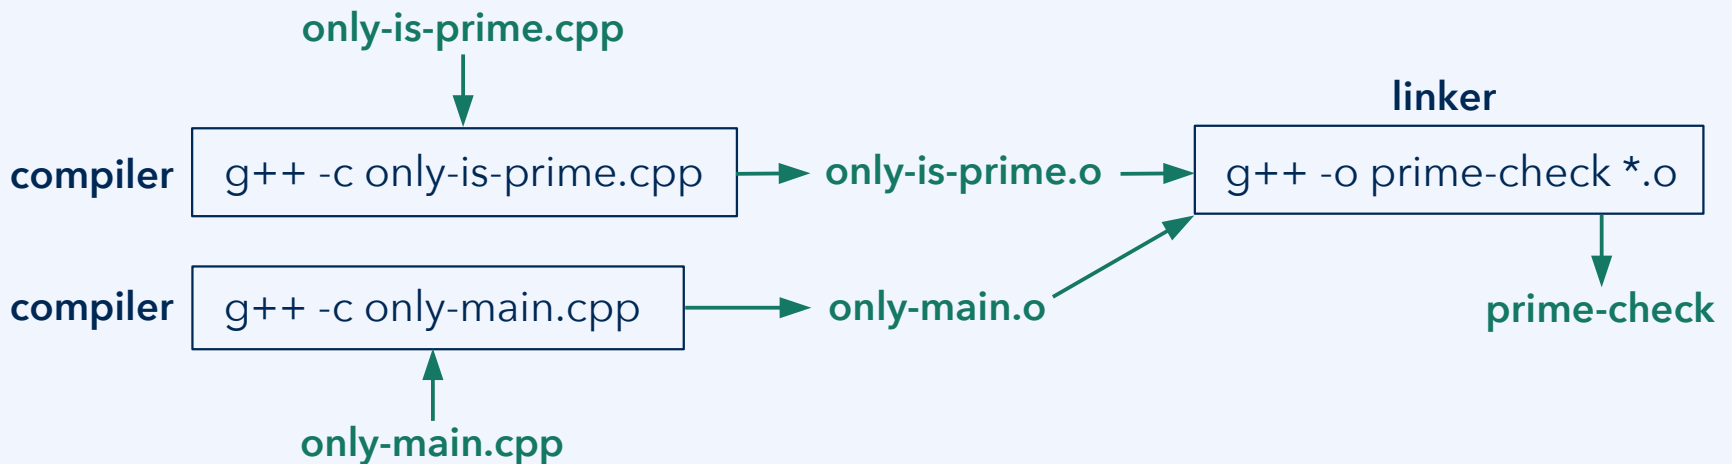 only-is-prime.cpp
linker
compiler
g++ -c only-is-prime.cpp
only-is-prime.o
g++ -o prime-check *.o
compiler
g++ -c only-main.cpp
only-main.o
prime-check
only-main.cpp